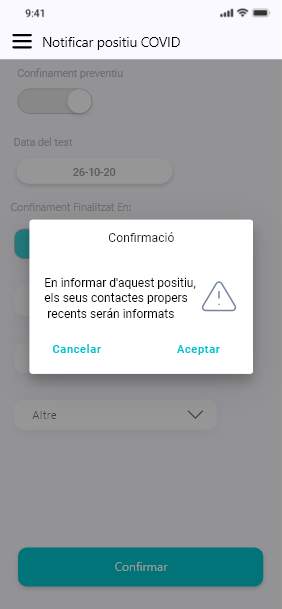 9:41
Notificar positiu COVID
Confinament preventiu
Data del test
26-10-20
Confinament Finalitzat En:
Confirmació
En informar d'aquest positiu,
els seus contactes propers
recents serán informats
Cancelar
Aceptar
Altre
Confirmar